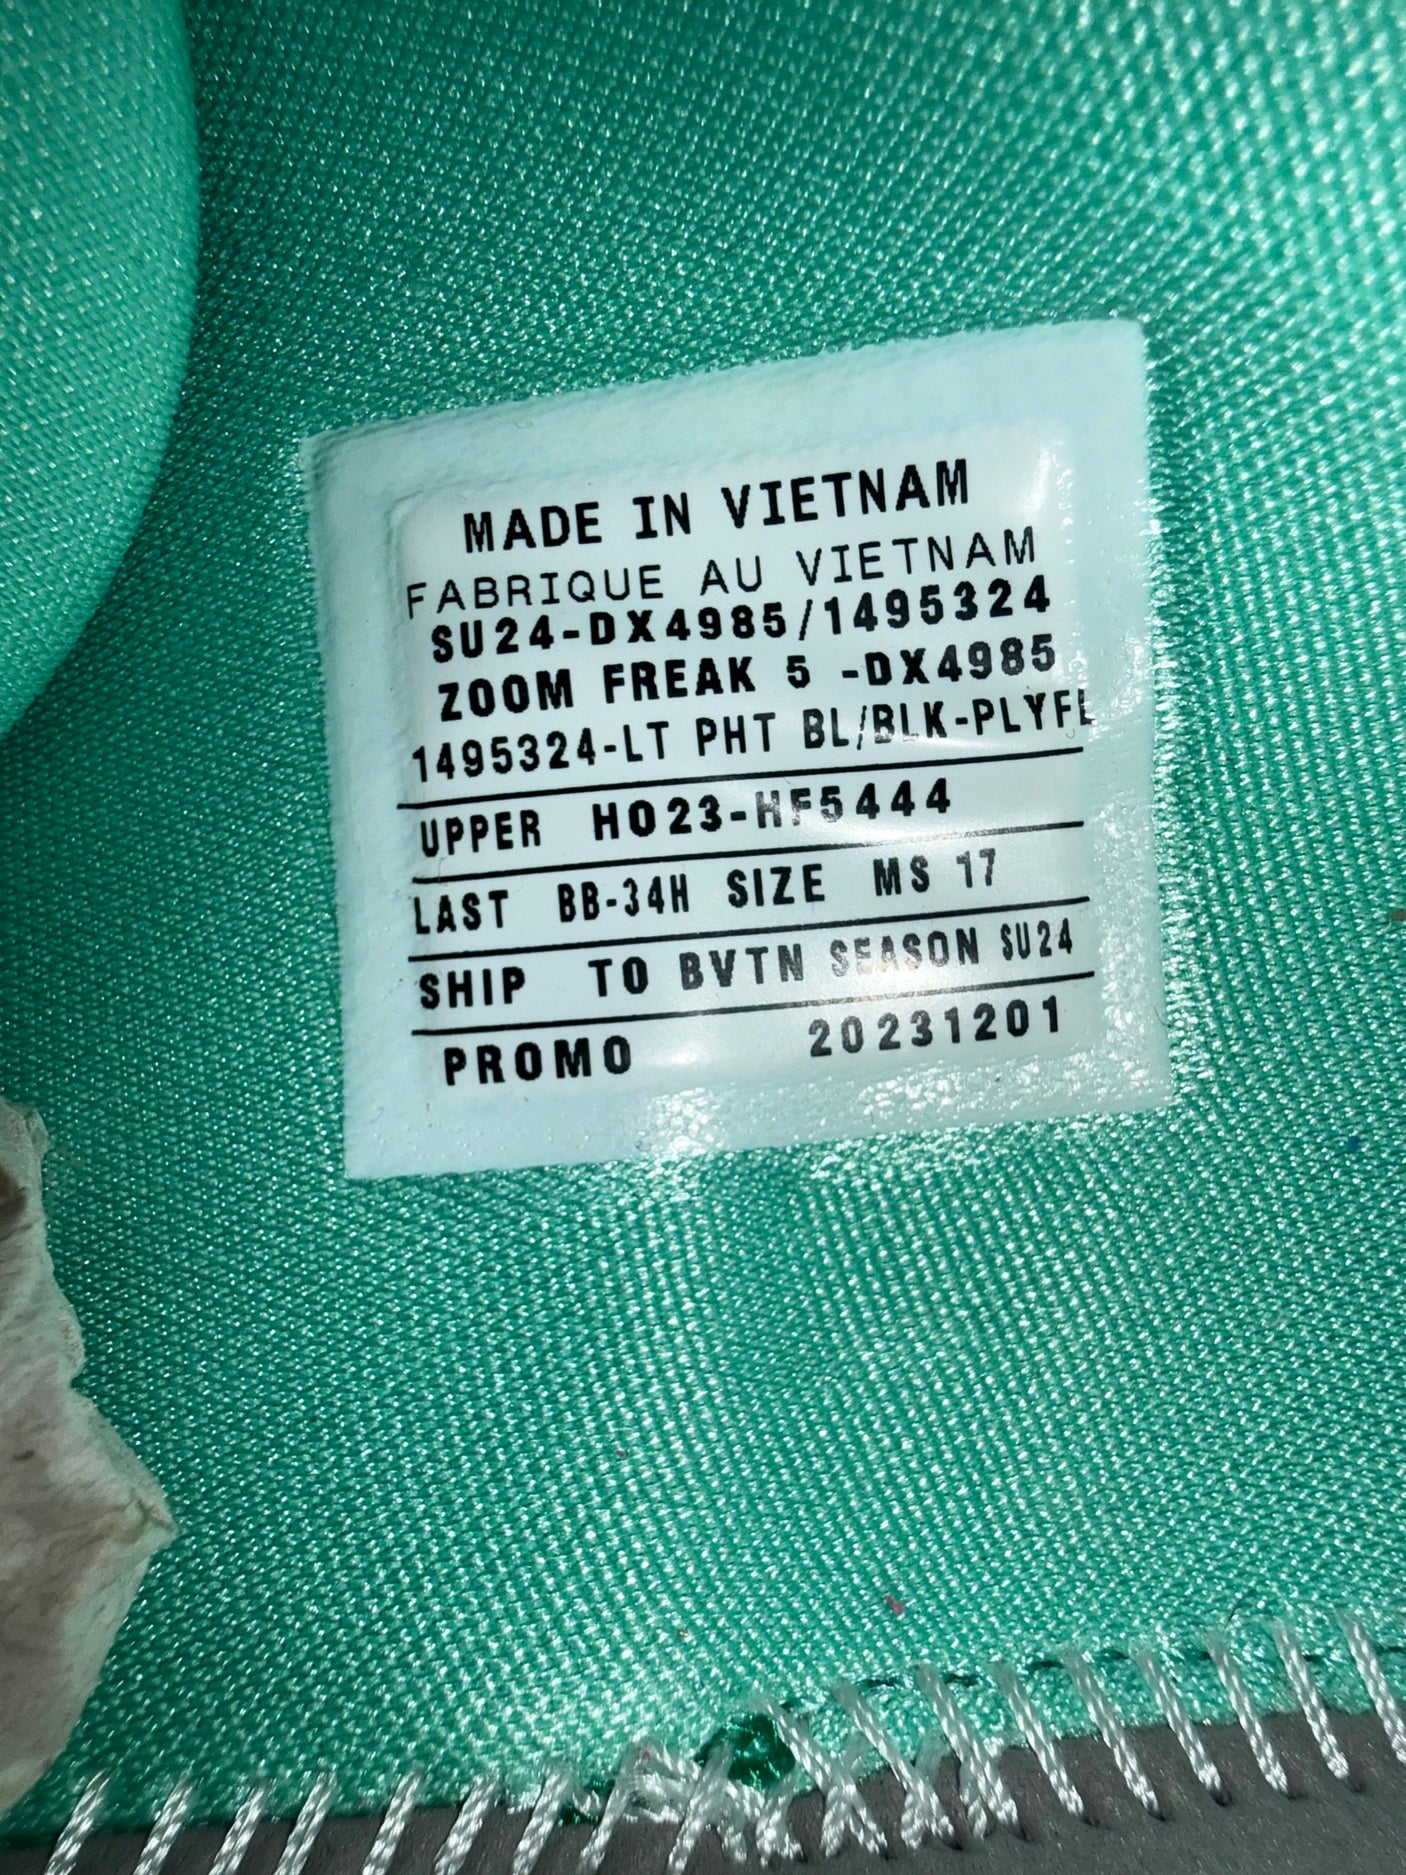 MADE IN VIETNAM
FABRIQUE AU VIETNAM
SU24-DX4985/1495324
ZOOM FREAK 5 -DX4985
1495324-LT PHT BL/BLK-PLYFL
UPPER HO23-HF5444
LAST BB-34H SIZE MS 17
SHIP TO BVTN SEASON SU24
PROMO 20231201